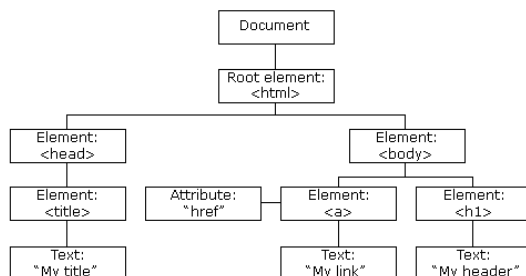 Document
Root element:
<html>
Element:
<head>
Element:
<body>
Element:
<title>
Attribute:
“href”
Element:
<a>
Element:
<h1>
Text:
“My title”
Text:
“My link”
Text:
“My header”